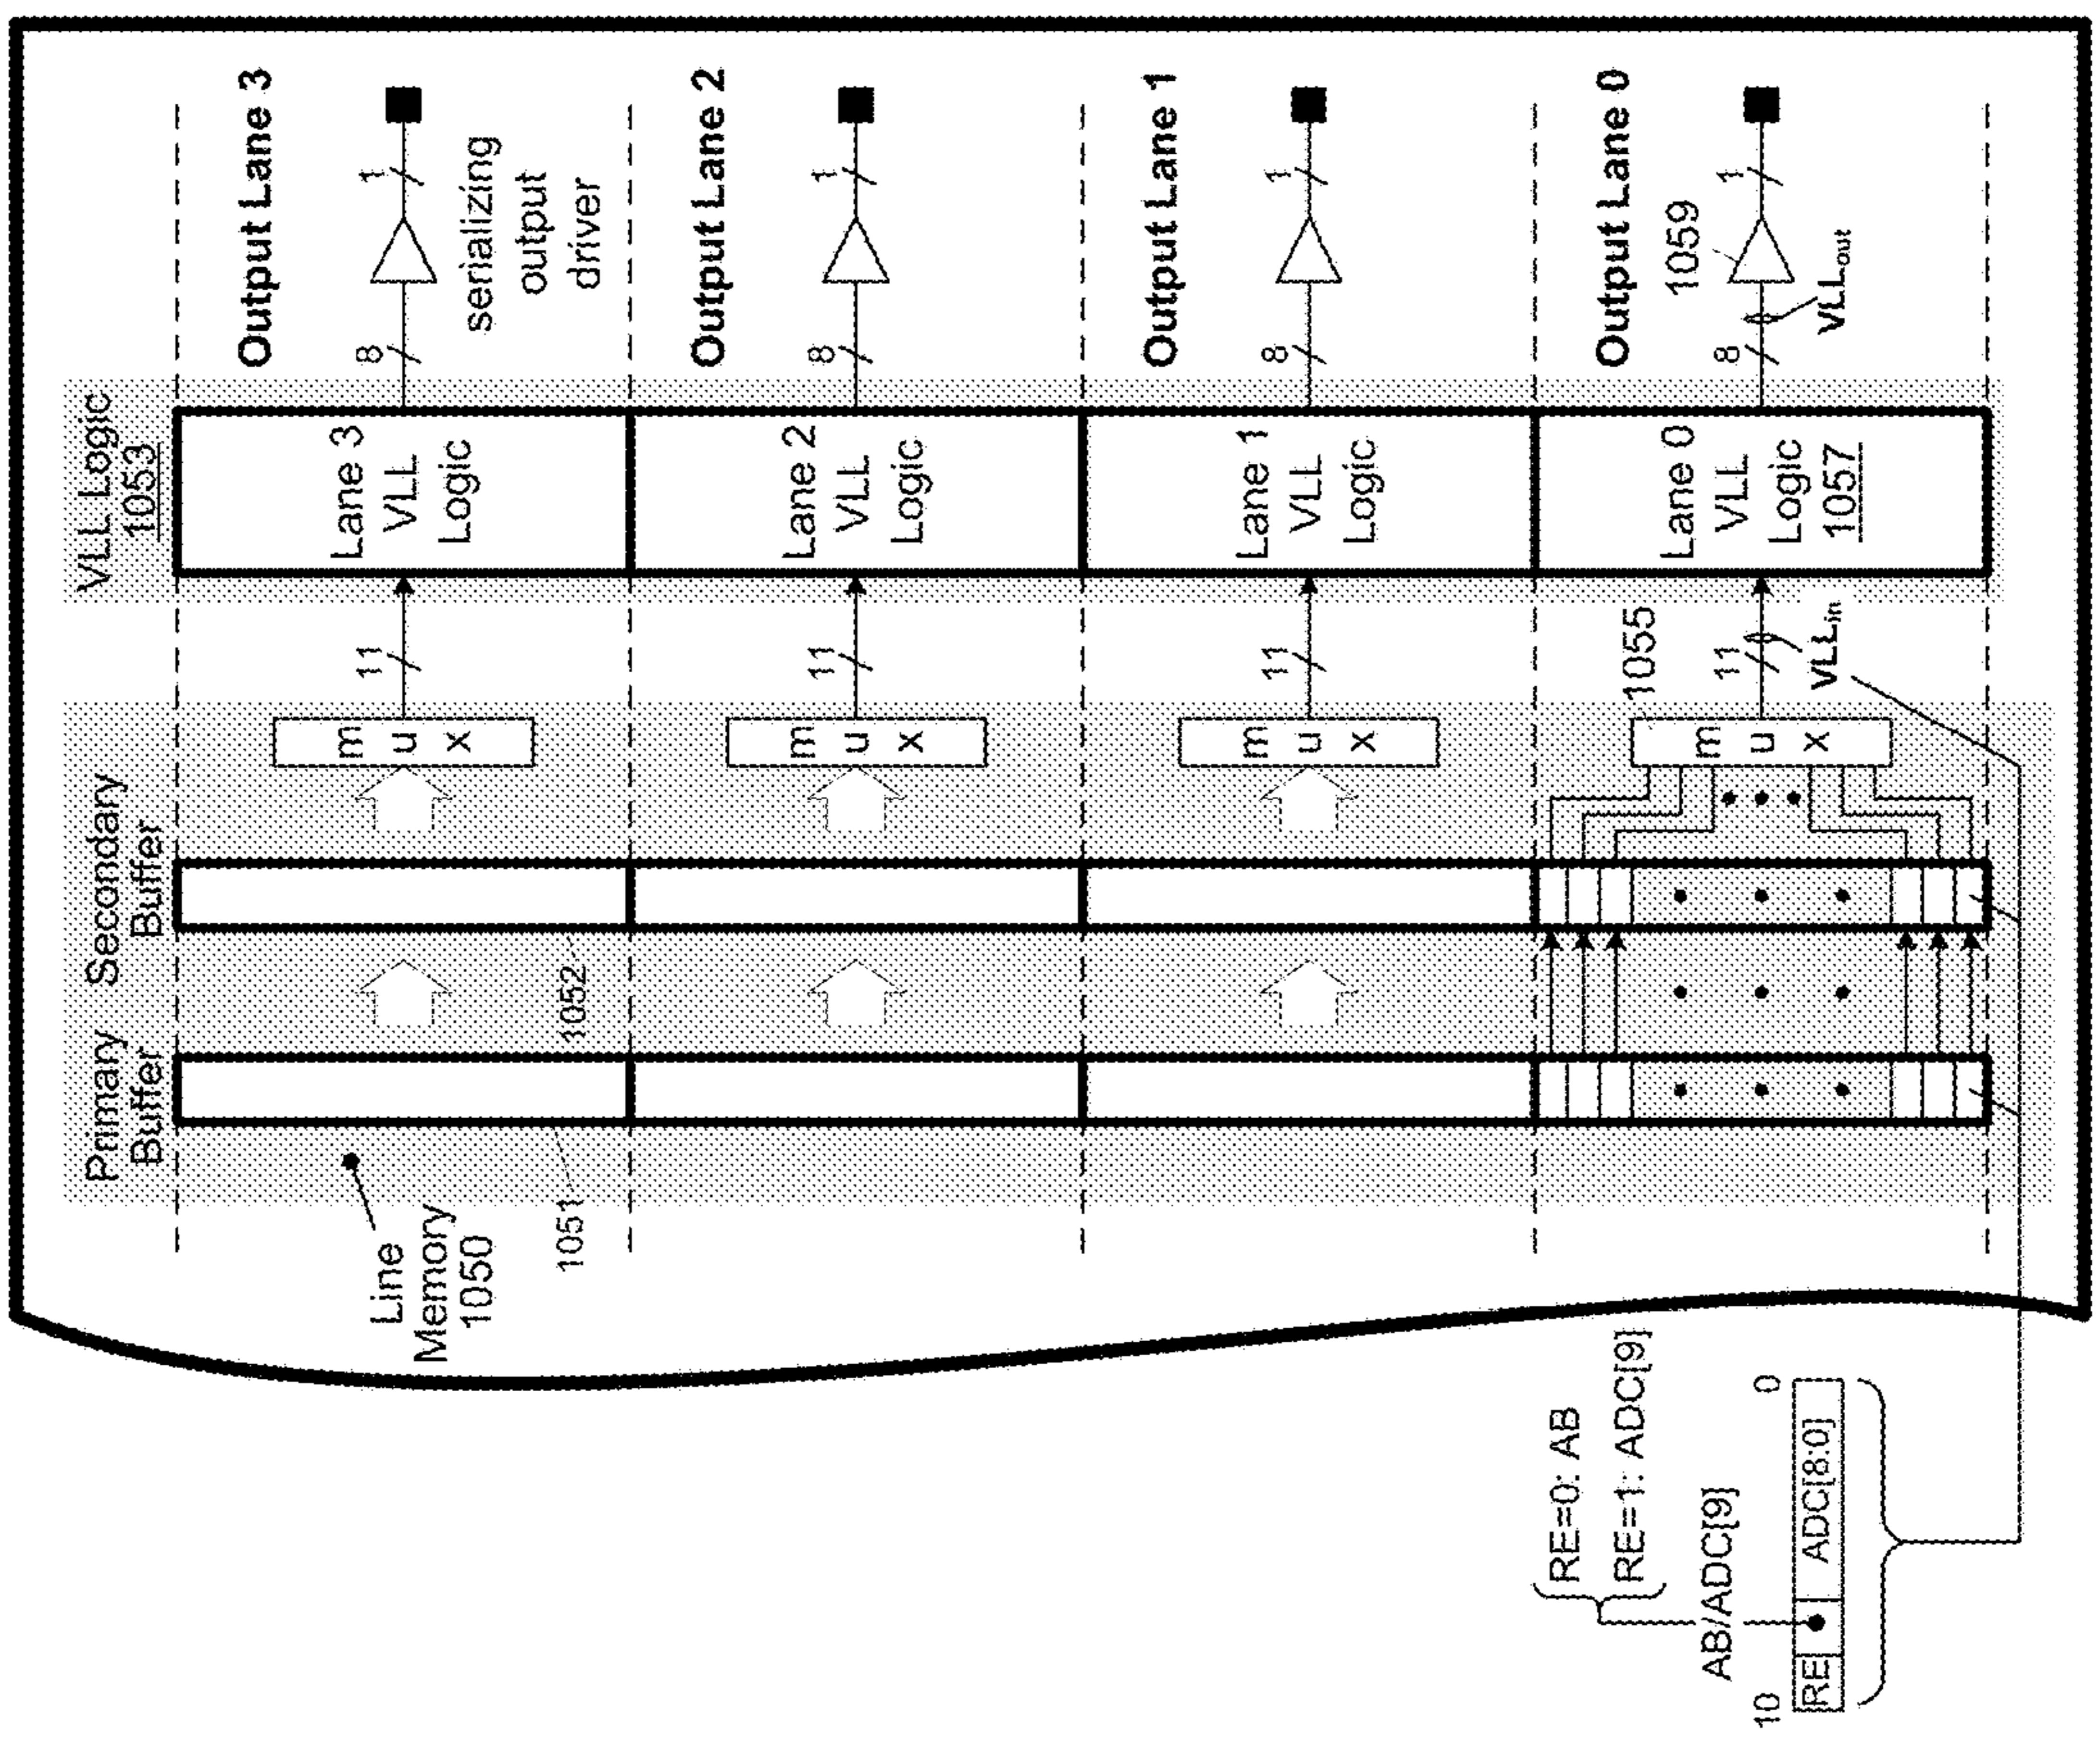 Primary
Buffer
Secondary
Buffer
VLL Logic
1053
Line
Memory
1050
1051
1052
m
u
x
11
Lane 3
VLL
Logic
8
1
Output Lane 3
serializing
output
driver
m
u
x
11
Lane 2
VLL
Logic
8
1
Output Lane 2
m
u
x
11
Lane 1
VLL
Logic
8
1
Output Lane 1
m
u
x
1055
11
VLLin
Lane 0
VLL
Logic
1057
8
VLLout
1059
1
Output Lane 0
RE=0: AB
RE=1: ADC[9]
AB/ADC[9]
10
0
RE
ADC[8:0]